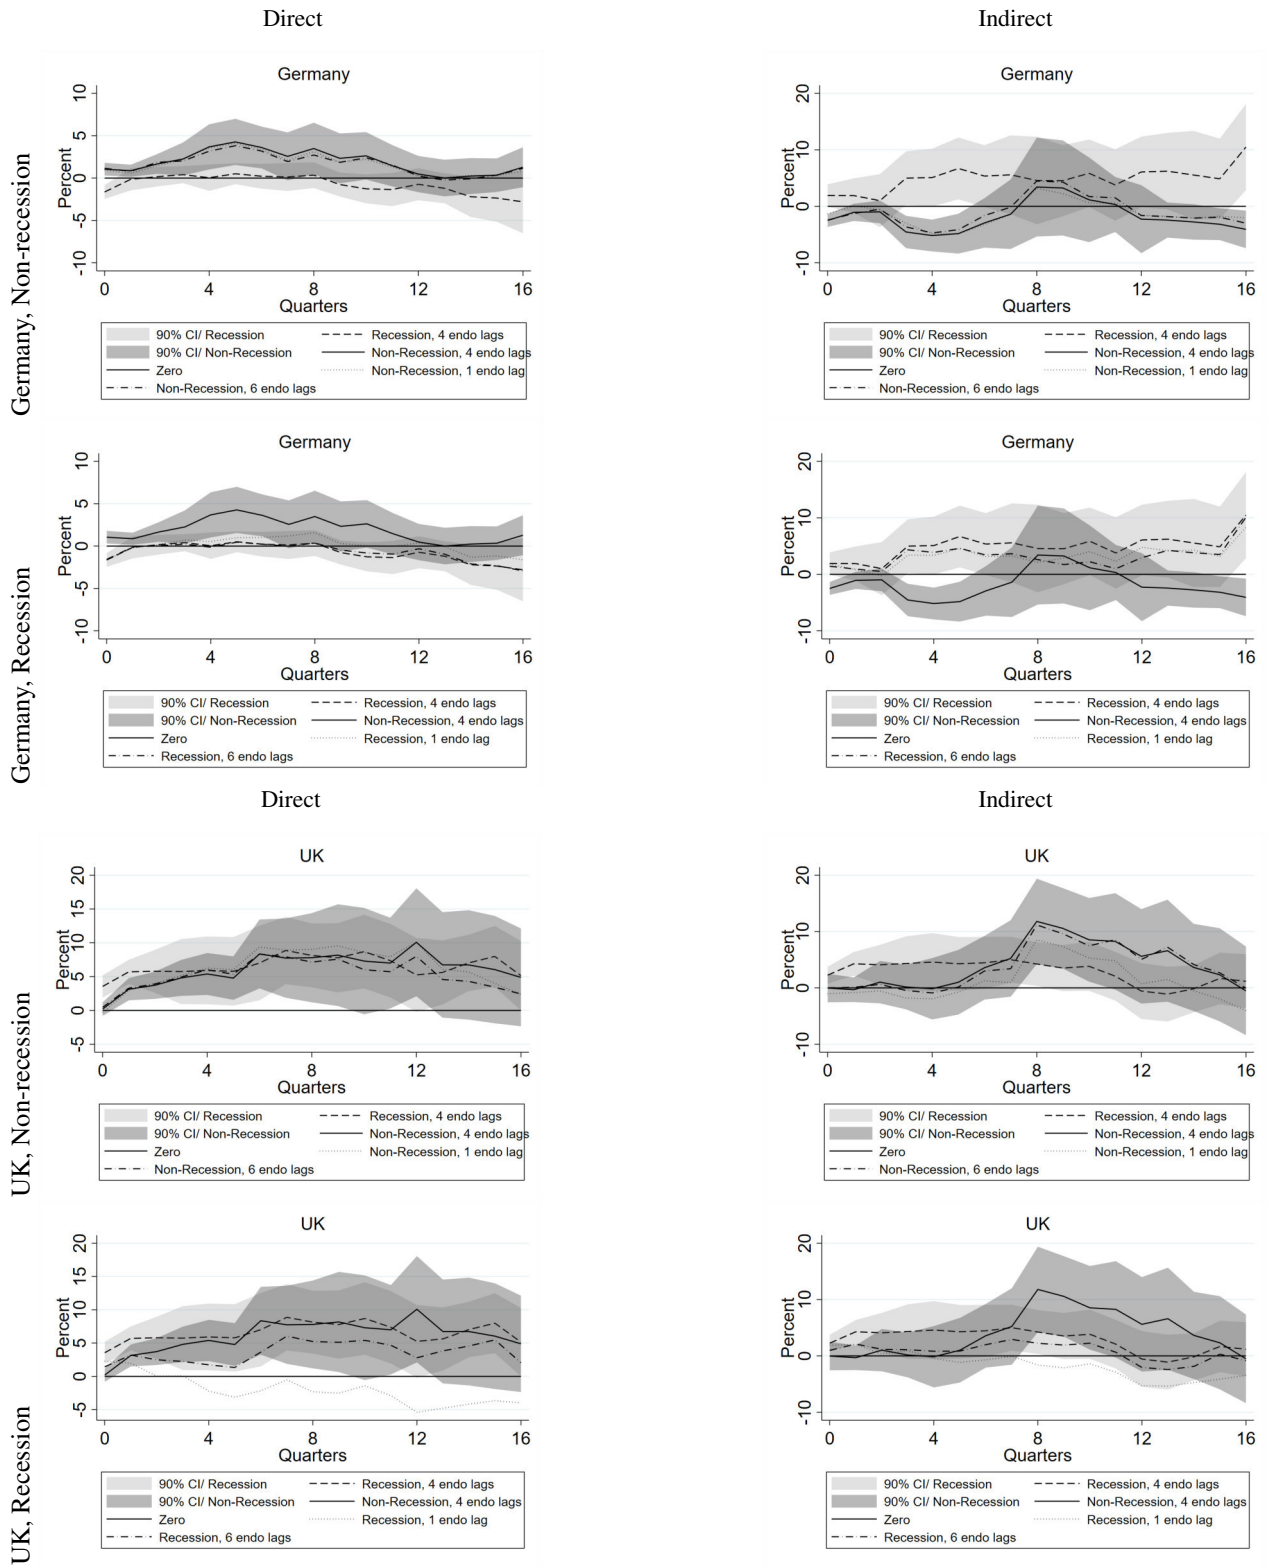 Direct
Indirect
Germany, Non-recession
Germany
Percent
-10 -5 0 5 10
0 4 8 12 16
Quarters
90% CI/ Recession
Recession, 4 endo lags
90% CI/ Non-Recession
Non-Recession, 4 endo lags
Zero
Non-Recession, 1 endo lag
Non-Recession, 6 endo lags
Germany
Percent
-10 0 10 20
0 4 8 12 16
Quarters
90% CI/ Recession
Recession, 4 endo lags
90% CI/ Non-Recession
Non-Recession, 4 endo lags
Zero
Non-Recession, 1 endo lag
Non-Recession, 6 endo lags
Germany, Recession
Germany
Percent
-10 -5 0 5 10
0 4 8 12 16
Quarters
90% CI/ Recession
Recession, 4 endo lags
90% CI/ Non-Recession
Non-Recession, 4 endo lags
Zero
Recession, 1 endo lag
Recession, 6 endo lags
Germany
Percent
-10 0 10 20
0 4 8 12 16
Quarters
90% CI/ Recession
Recession, 4 endo lags
90% CI/ Non-Recession
Non-Recession, 4 endo lags
Zero
Recession, 1 endo lag
Recession, 6 endo lags
Direct
Indirect
UK, Non-recession
UK
Percent
-5 0 5 10 15 20
0 4 8 12 16
Quarters
90% CI/ Recession
Recession, 4 endo lags
90% CI/ Non-Recession
Non-Recession, 4 endo lags
Zero
Non-Recession, 1 endo lag
Non-Recession, 6 endo lags
UK
Percent
-10 0 10 20
0 4 8 12 16
Quarters
90% CI/ Recession
Recession, 4 endo lags
90% CI/ Non-Recession
Non-Recession, 4 endo lags
Zero
Non-Recession, 1 endo lag
Non-Recession, 6 endo lags
UK, Recession
UK
Percent
-5 0 5 10 15 20
0 4 8 12 16
Quarters
90% CI/ Recession
Recession, 4 endo lags
90% CI/ Non-Recession
Non-Recession, 4 endo lags
Zero
Recession, 1 endo lag
Recession, 6 endo lags
UK
Percent
-10 0 10 20
0 4 8 12 16
Quarters
90% CI/ Recession
Recession, 4 endo lags
90% CI/ Non-Recession
Non-Recession, 4 endo lags
Zero
Recession, 1 endo lag
Recession, 6 endo lags